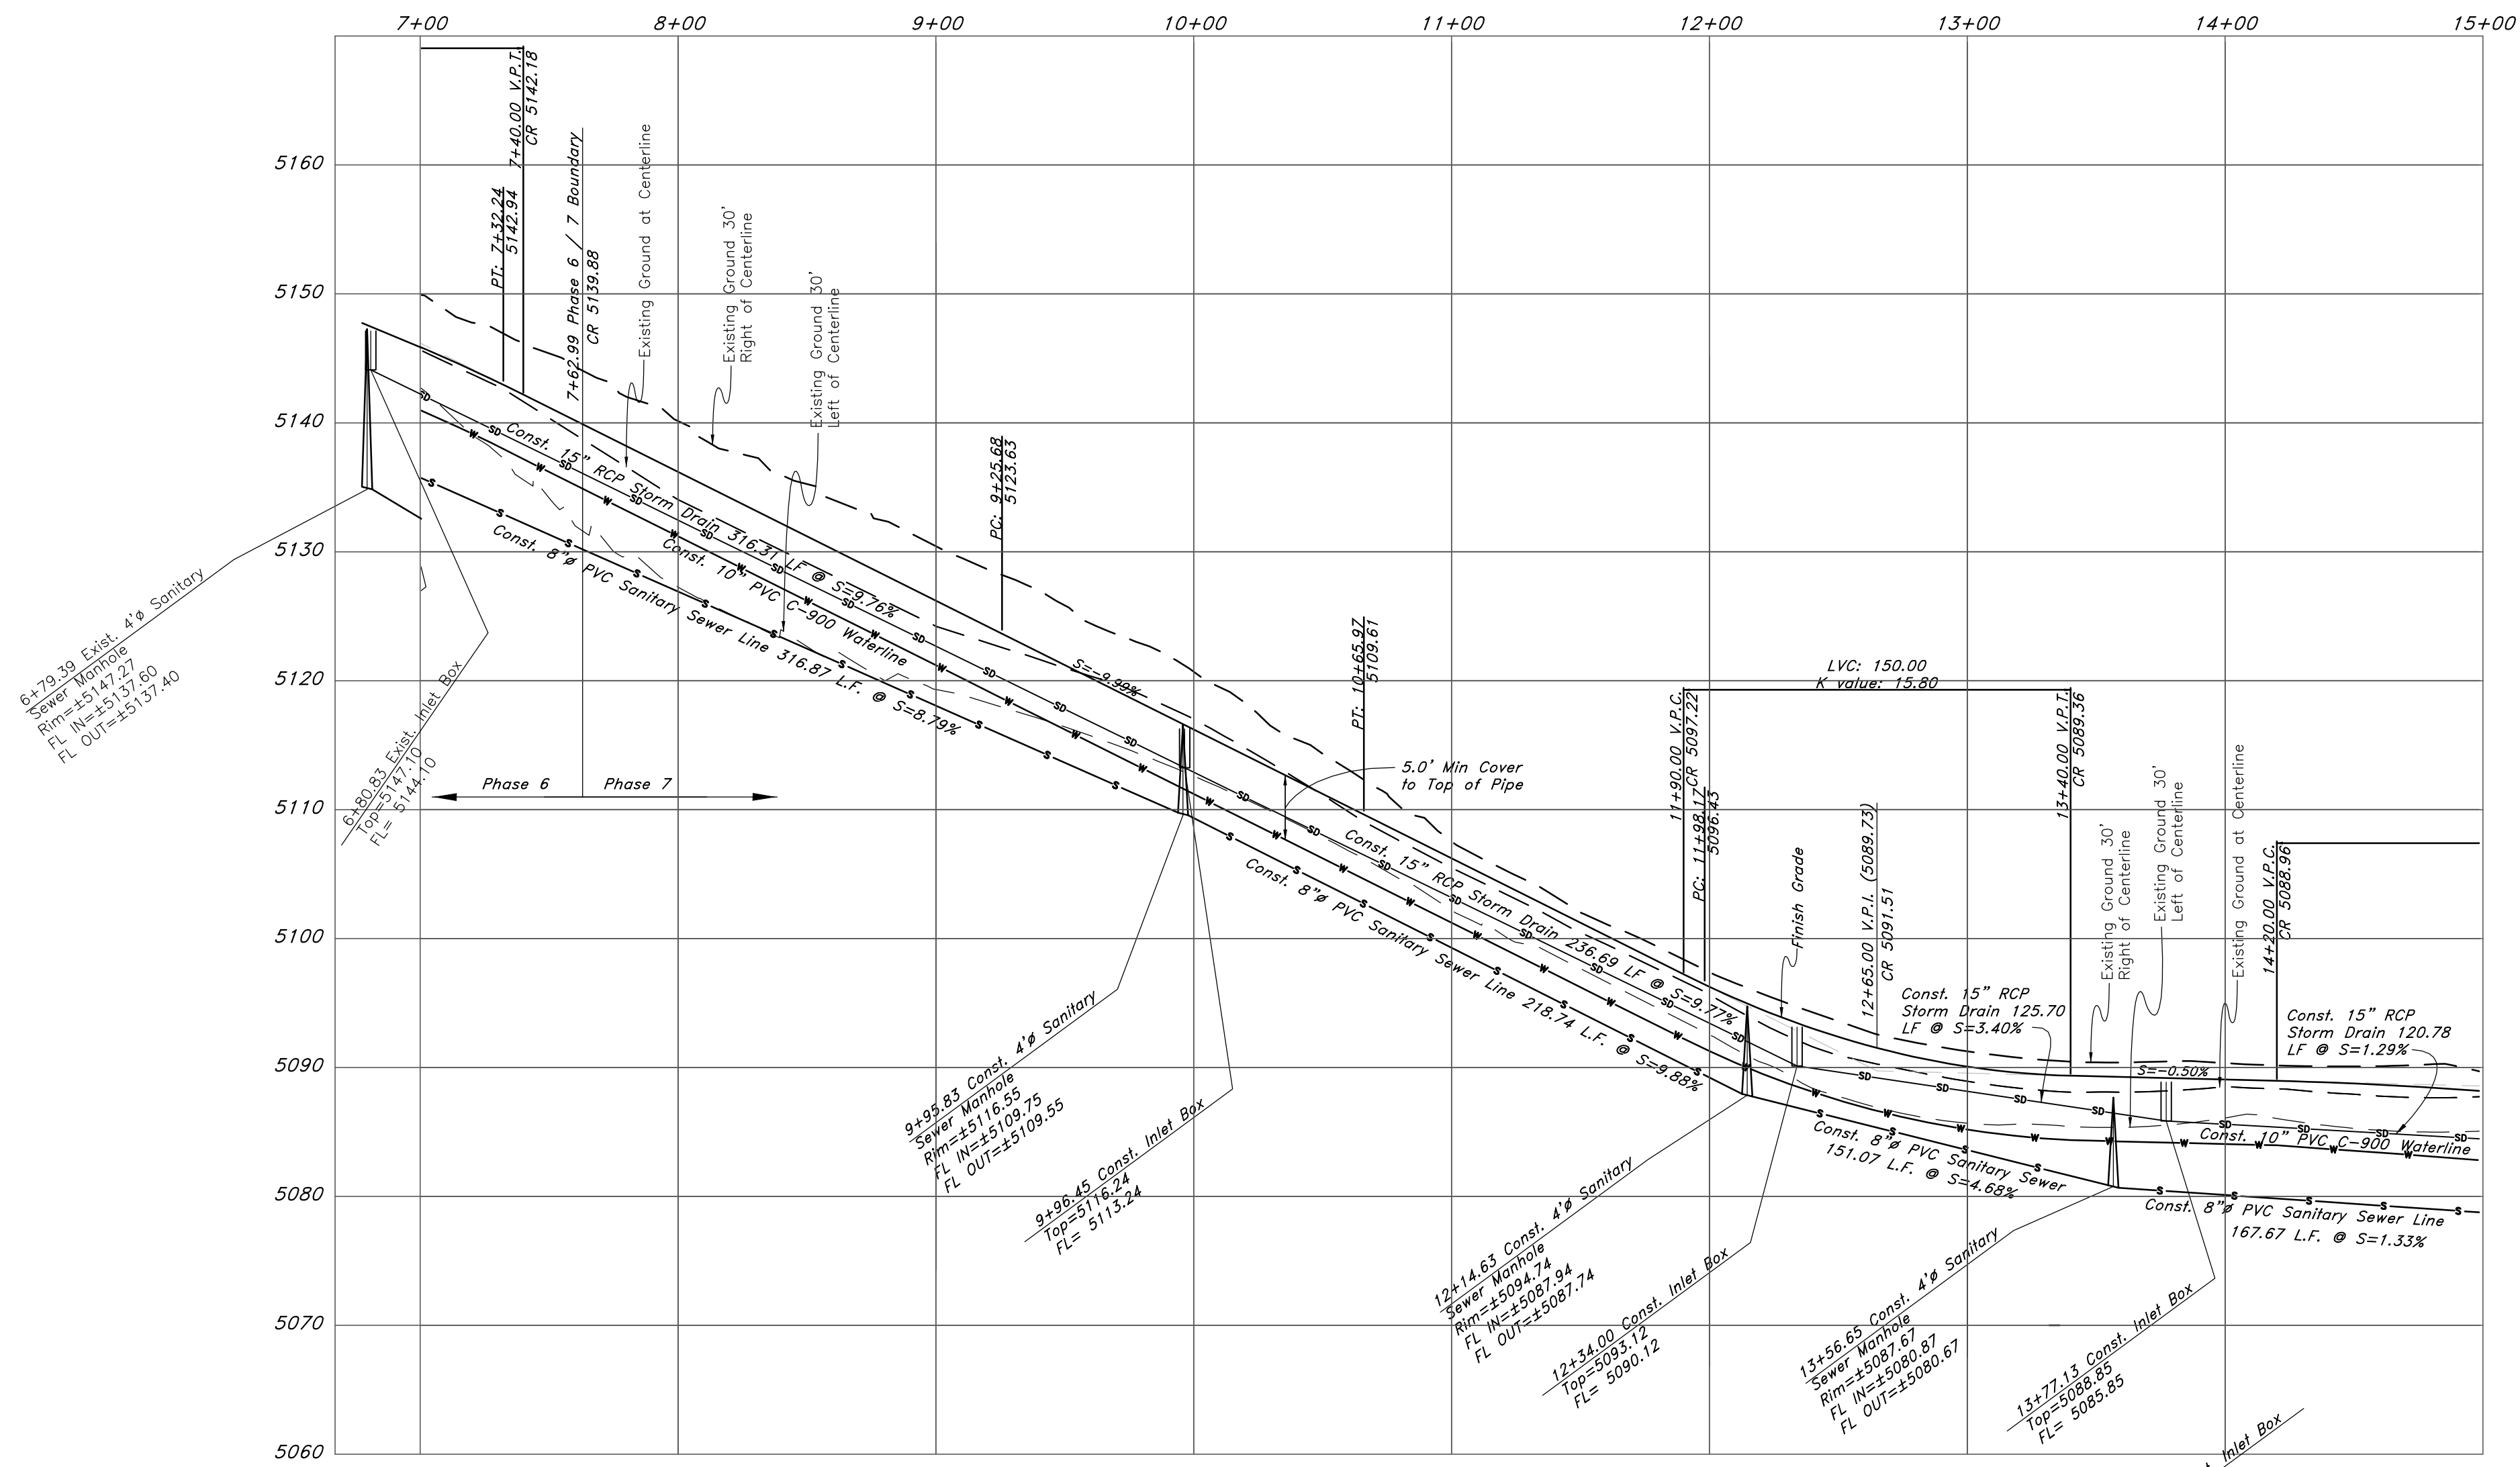 7+00 8+00 9+00 10+00 11+00 12+00 13+00 14+00 15+00
5160
5150
5140
5130
5120
5110
5100
5090
5080
5070
5060
7+40.00 V.P.T.
CR 5142.18
PT: 7+32.24
5142.94
7+62.99 Phase 6 / 7 Boundary
CR 5139.88
Existing Ground at Centerline
Existing Ground 30'
Right of Centerline
Existing Ground 30'
Left of Centerline
PC: 9+25.68
5123.63
Const. 15" RCP Storm Drain 316.31 LF @ S=9.76%
Const. 10" PVC C-900 Waterline
Const. 8"ø PVC Sanitary Sewer Line 316.87 L.F. @ S=8.79%
S=-9.99%
6+79.39 Exist. 4'ø Sanitary
Sewer Manhole
Rim=±5147.27
FL IN=±5137.60
FL OUT=±5137.40
6+80.83 Exist. Inlet Box
Top=5147.10
FL= 5144.10
Phase 6
Phase 7
PT: 10+65.97
5109.61
5.0' Min Cover
to Top of Pipe
Const. 15" RCP Storm Drain 236.69 LF @ S=9.77%
Const. 8"ø PVC Sanitary Sewer Line 218.74 L.F. @ S=9.88%
9+95.83 Const. 4'ø Sanitary
Sewer Manhole
Rim=±5116.55
FL IN=±5109.75
FL OUT=±5109.55
9+96.45 Const. Inlet Box
Top=5116.24
FL= 5113.24
LVC: 150.00
K value: 15.80
11+90.00 V.P.C.
CR 5097.22
PC: 11+98.17
5096.43
Finish Grade
12+65.00 V.P.I. (5089.73)
CR 5091.51
13+40.00 V.P.T.
CR 5089.36
Existing Ground 30'
Right of Centerline
Existing Ground 30'
Left of Centerline
Existing Ground at Centerline
14+20.00 V.P.C.
CR 5088.96
Const. 15" RCP
Storm Drain 125.70
LF @ S=3.40%
Const. 15" RCP
Storm Drain 120.78
LF @ S=1.29%
S=-0.50%
Const. 10" PVC C-900 Waterline
Const. 8"ø PVC Sanitary Sewer
151.07 L.F. @ S=4.68%
Const. 8"ø PVC Sanitary Sewer Line
167.67 L.F. @ S=1.33%
12+14.63 Const. 4'ø Sanitary
Sewer Manhole
Rim=±5094.74
FL IN=±5087.94
FL OUT=±5087.74
12+34.00 Const. Inlet Box
Top=5093.12
FL= 5090.12
13+56.65 Const. 4'ø Sanitary
Sewer Manhole
Rim=±5087.67
FL IN=±5080.87
FL OUT=±5080.67
13+77.13 Const. Inlet Box
Top=5088.85
FL= 5085.85
Inlet Box